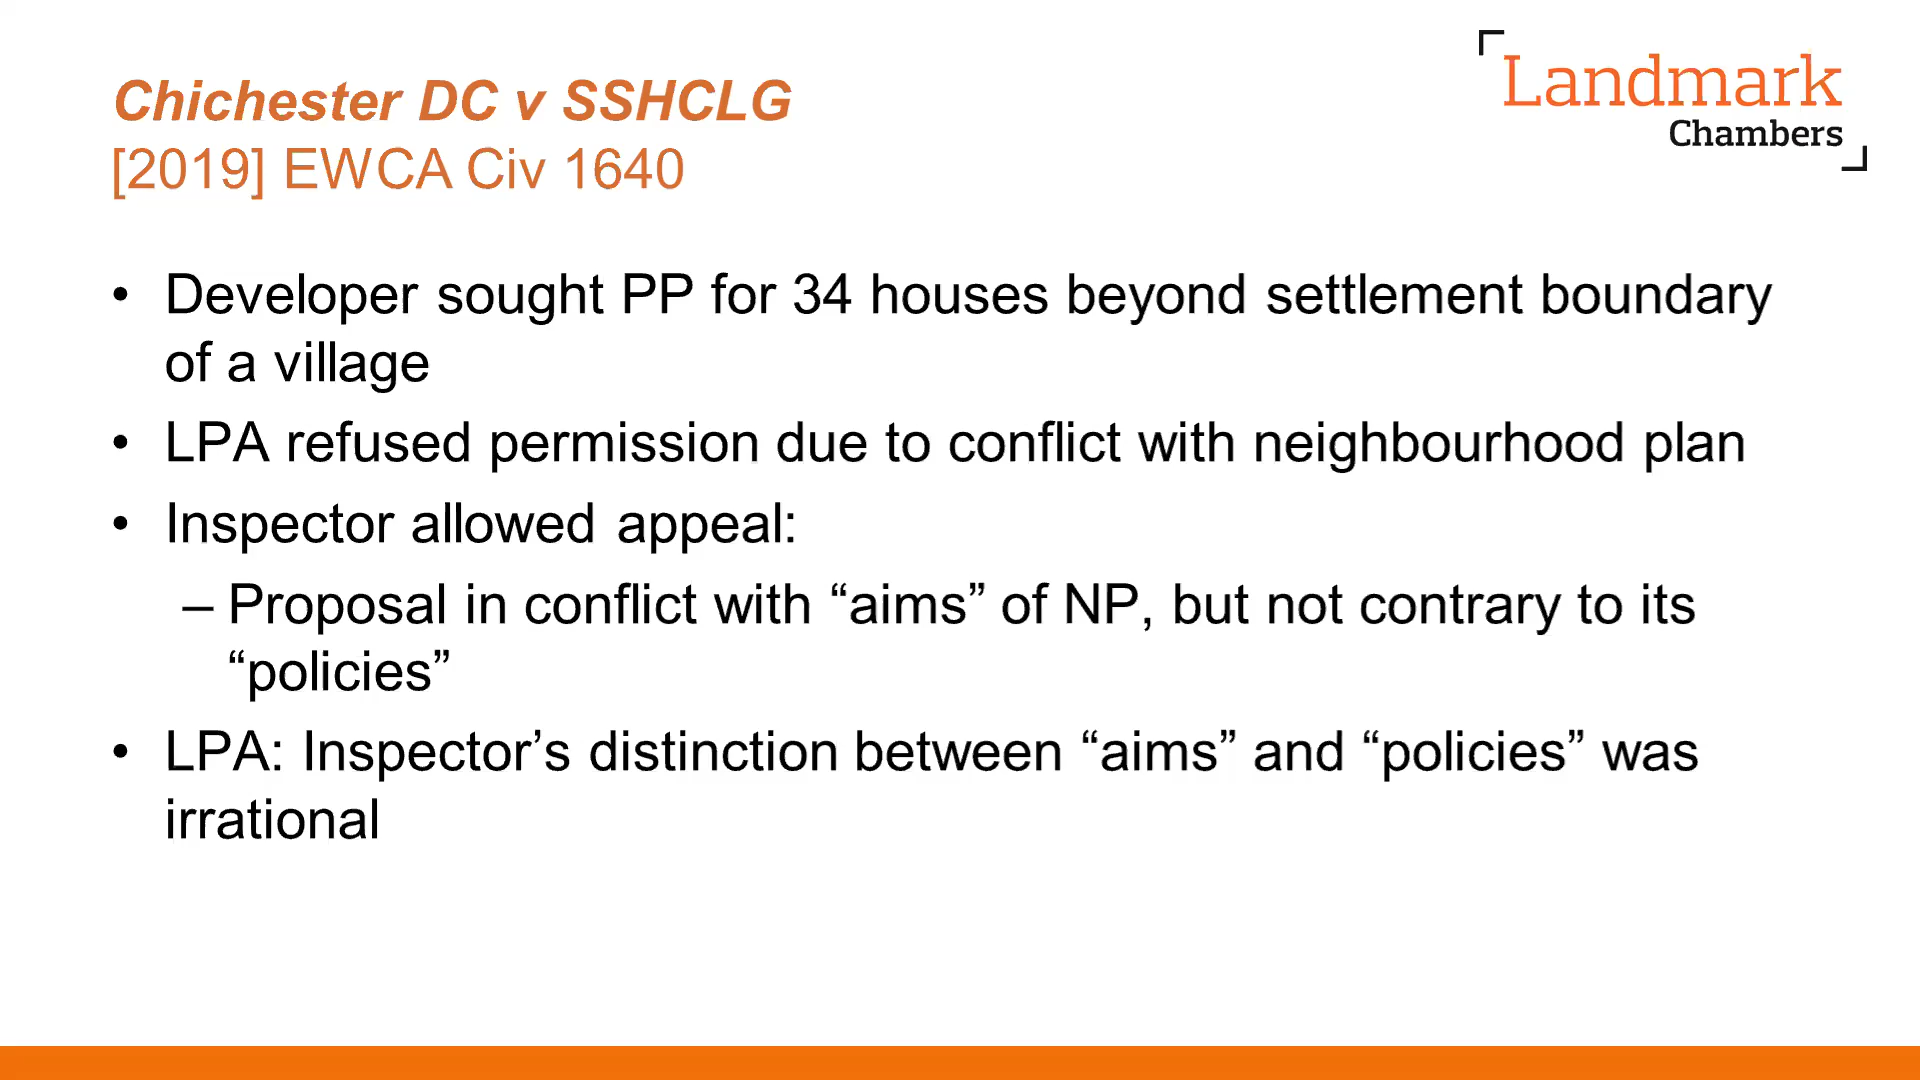 Chichester DC v SSHCLG
[2019] EWCA Civ 1640
Landmark
Chambers
• Developer sought PP for 34 houses beyond settlement boundary
of a village
• LPA refused permission due to conflict with neighbourhood plan
• Inspector allowed appeal:
– Proposal in conflict with “aims” of NP, but not contrary to its
“policies”
• LPA: Inspector’s distinction between “aims” and “policies” was
irrational